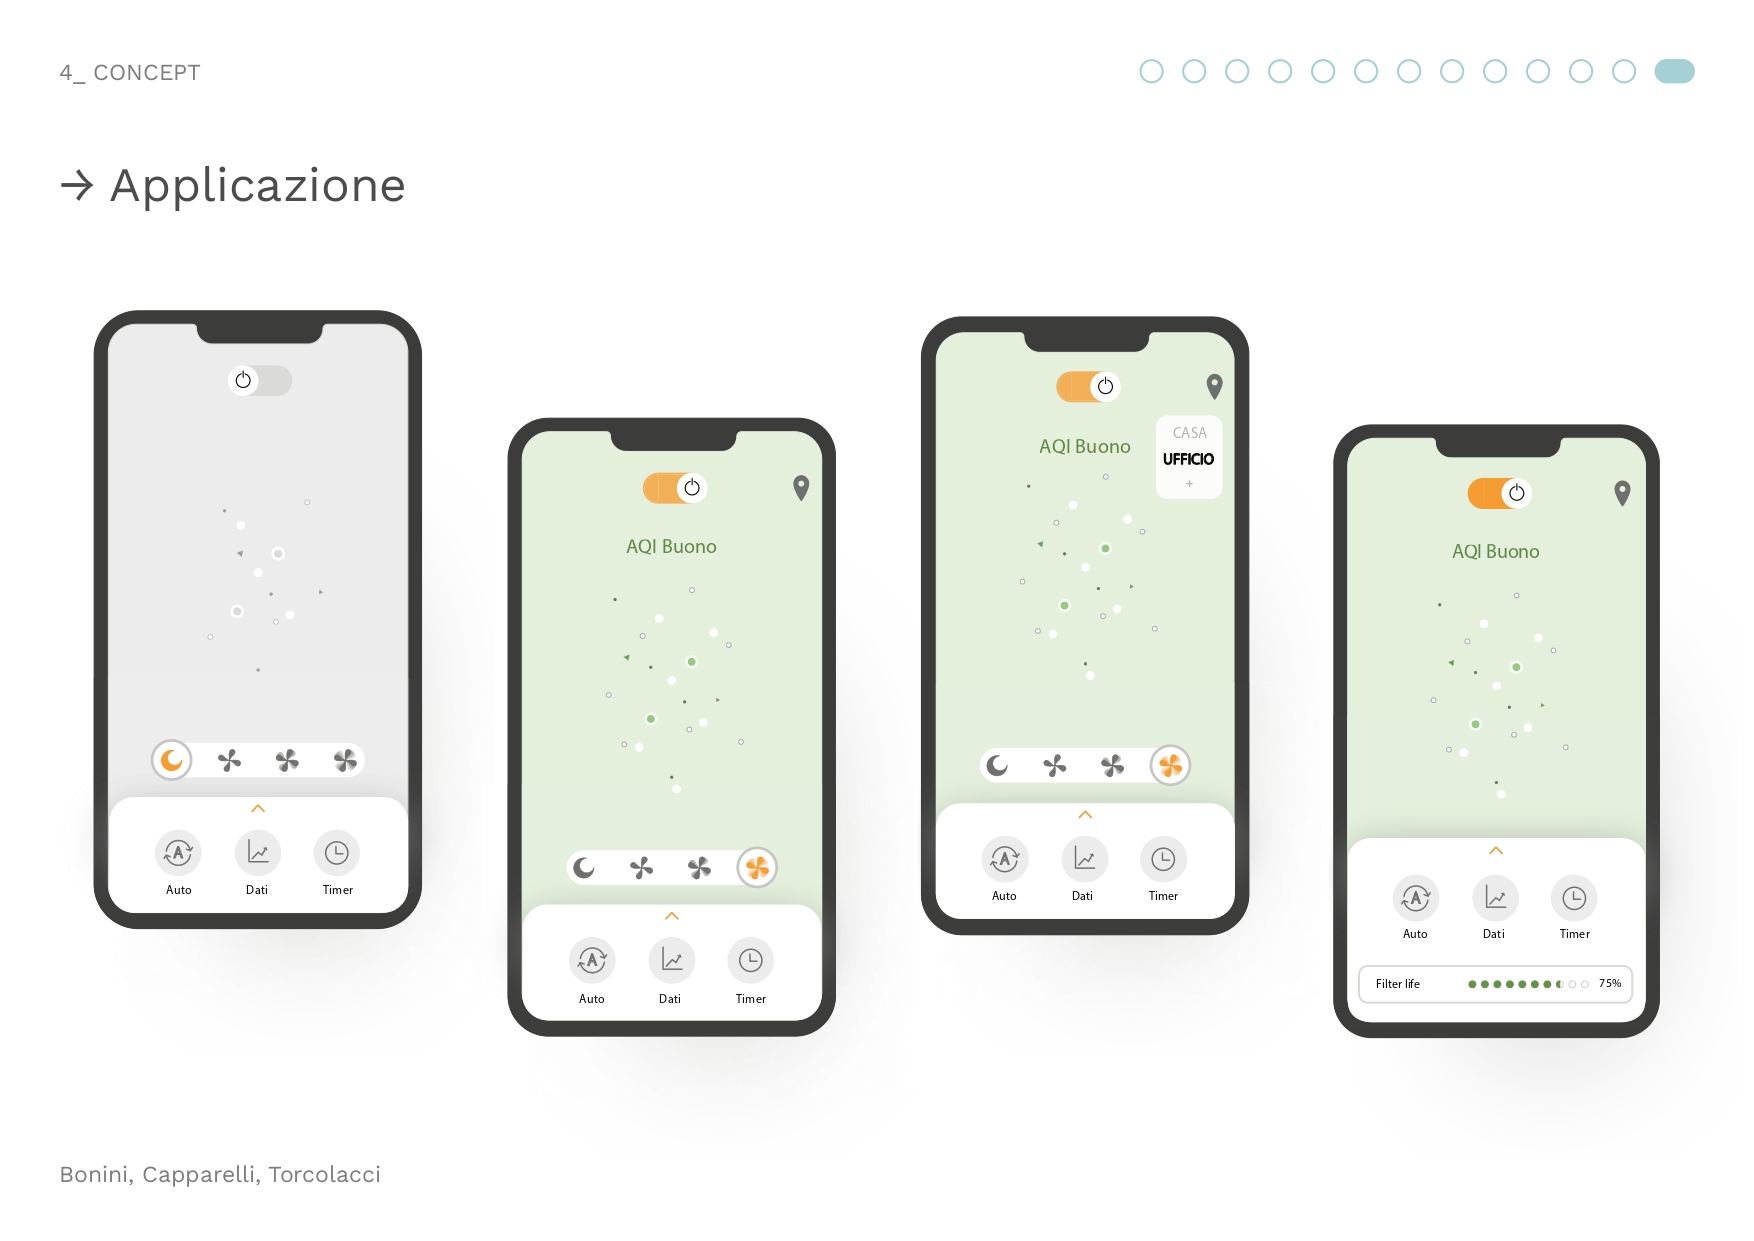 4_ CONCEPT
→ Applicazione
Auto
Dati
Timer
AQI Buono
Auto
Dati
Timer
AQI Buono
CASA
UFFICIO
+
Auto
Dati
Timer
AQI Buono
Auto
Dati
Timer
Filter life 75%
Bonini, Capparelli, Torcolacci